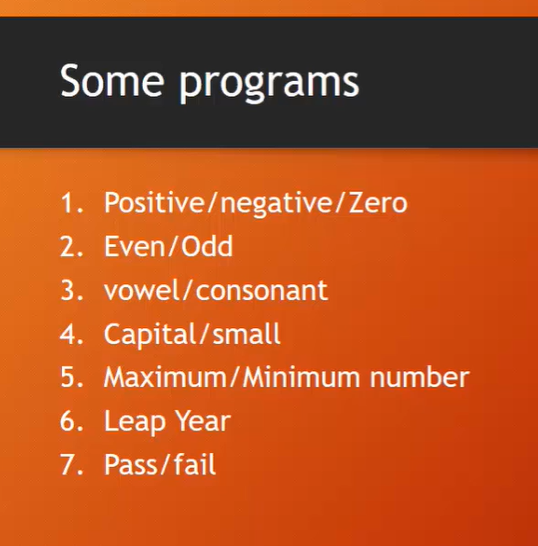 Some programs
1. Positive/negative/Zero
2. Even/Odd
3. vowel/consonant
4. Capital/small
5. Maximum/Minimum number
6. Leap Year
7. Pass/fail